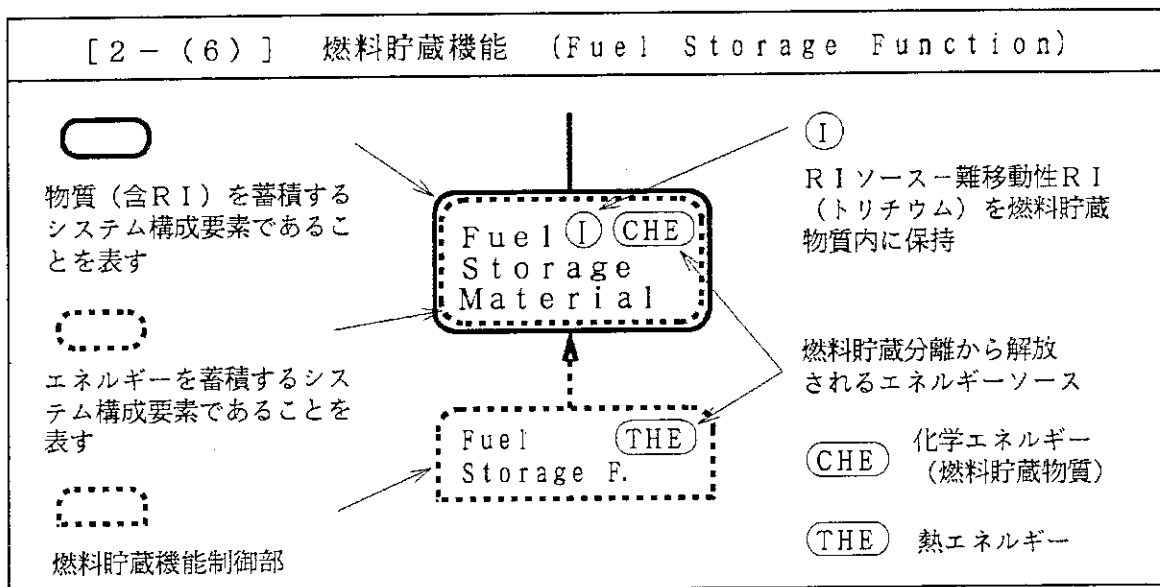 [2-(6)] 燃料貯蔵機能 (Fuel Storage Function)
物質（含RI）を蓄積する
システム構成要素であるこ
とを表す
エネルギーを蓄積するシス
テム構成要素であることを
表す
燃料貯蔵機能制御部
Fuel I CHE
Storage
Material
Fuel THE
Storage F.
I
RIソースー難移動性RI
（トリチウム）を燃料貯蔵
物質内に保持
燃料貯蔵分離から解放
されるエネルギーソース
CHE 化学エネルギー
（燃料貯蔵物質）
THE 熱エネルギー